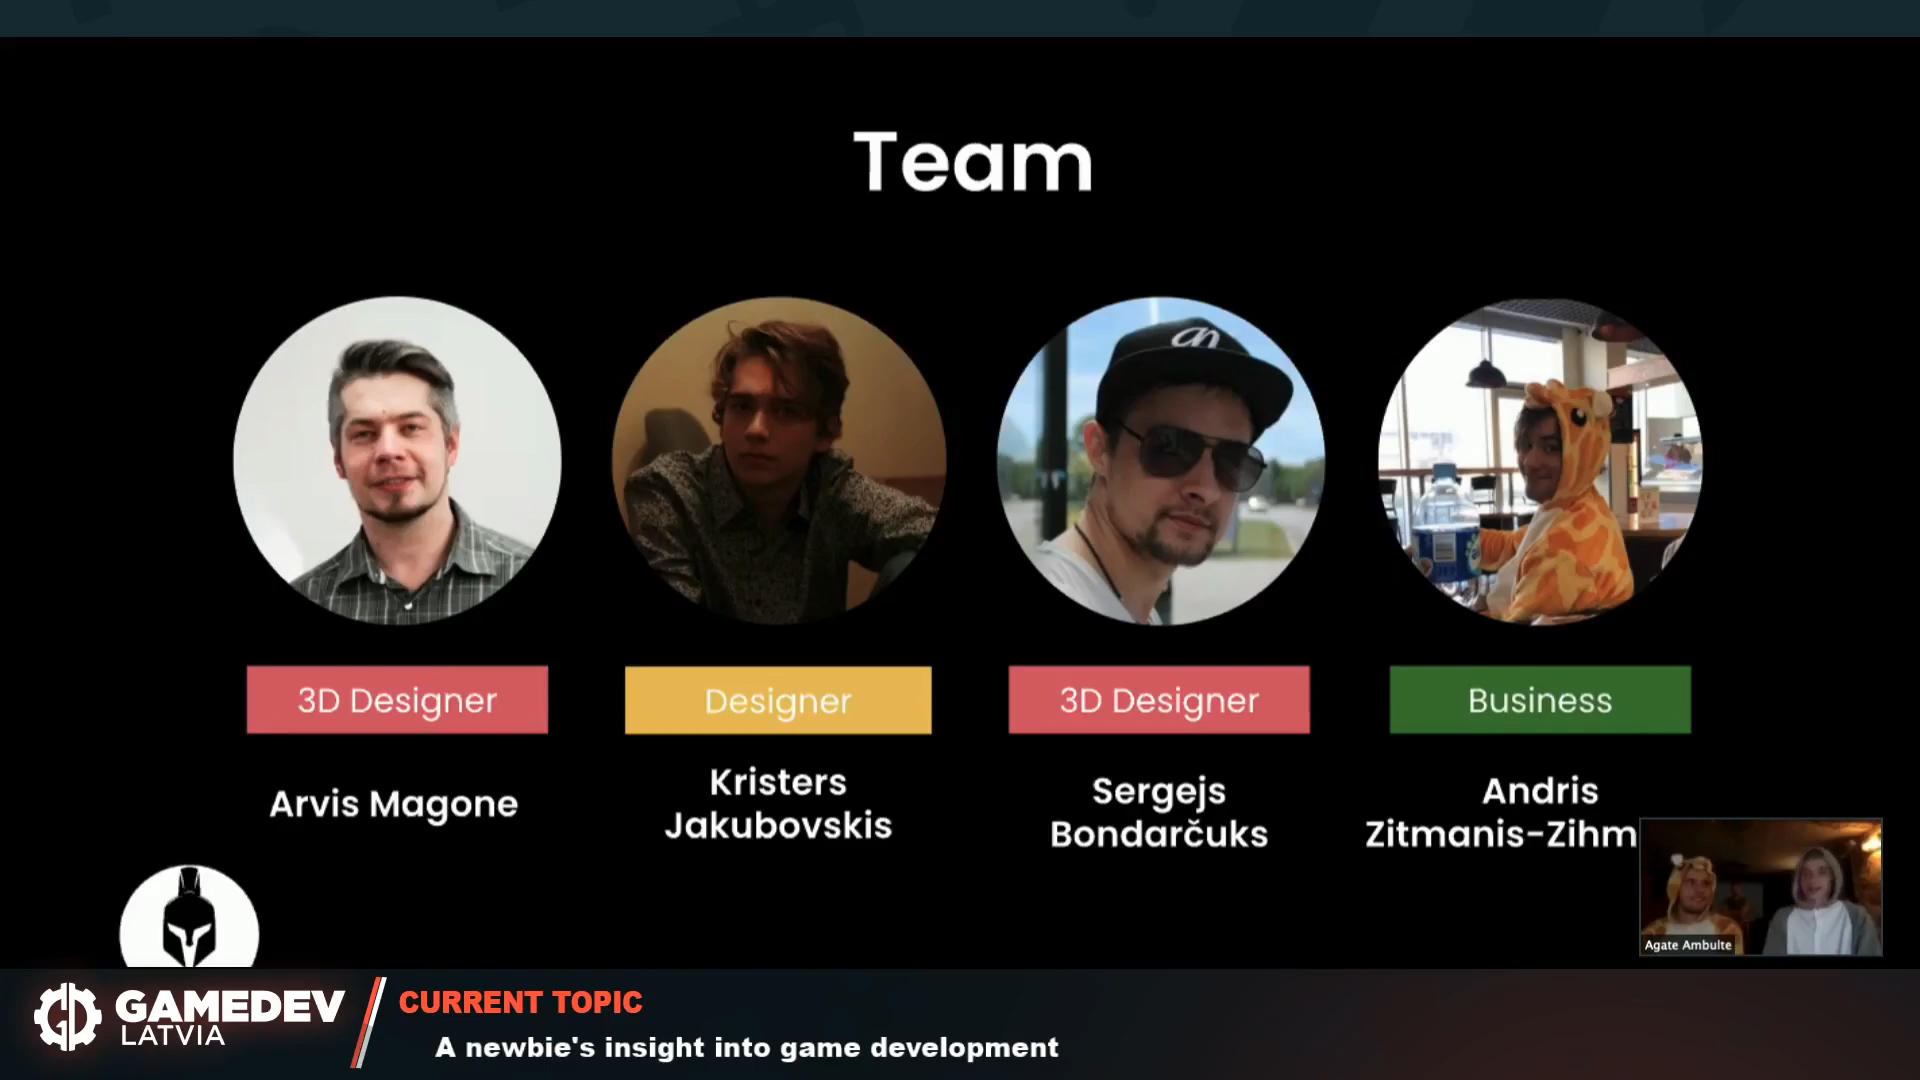 Team
3D Designer
Designer
3D Designer
Business
Arvis Magone
Kristers
Jakubovskis
Sergejs
Bondarčuks
Andris
Zitmanis-Zihm
Agate Ambulte
GAMEDEV
LATVIA
CURRENT TOPIC
A newbie's insight into game development